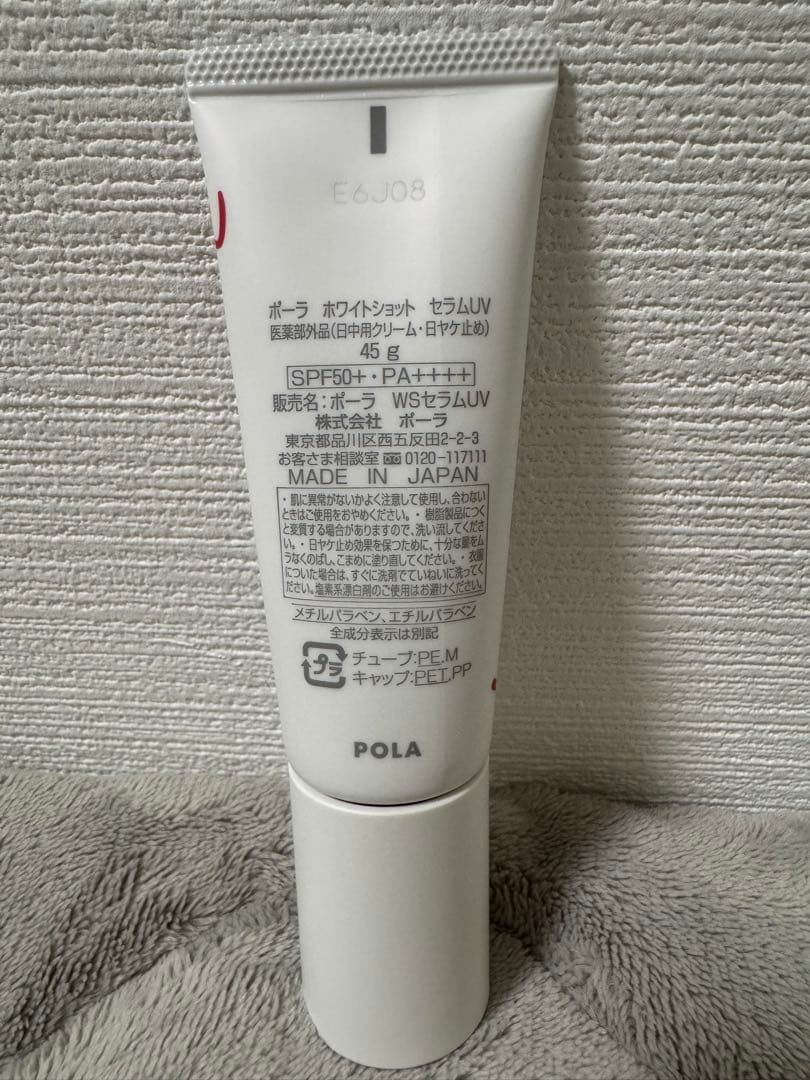 E6J08
ポーラ ホワイトショット セラムUV
医薬部外品(日中用クリーム・日ヤケ止め)
45 g
SPF50+・PA++++
販売名：ポーラ WSセラムUV
株式会社 ポーラ
東京都品川区西五反田2-2-3
お客さま相談室 0120-117111
MADE IN JAPAN
・肌に異常がないかよく注意して使用し、合わない
ときはご使用をおやめください。・樹脂製品につく
と変質する場合がありますので、洗い流してくださ
い。・日ヤケ止め効果を保つために、十分な量をム
ラなくのばし、こまめに塗り直してください。・衣服
についた場合は、すぐに洗剤でていねいに洗ってく
ださい。塩素系漂白剤のご使用はお避けください。
メチルパラベン、エチルパラベン
全成分表示は別記
プラ チューブ:PE,M
キャップ:PET,PP
POLA